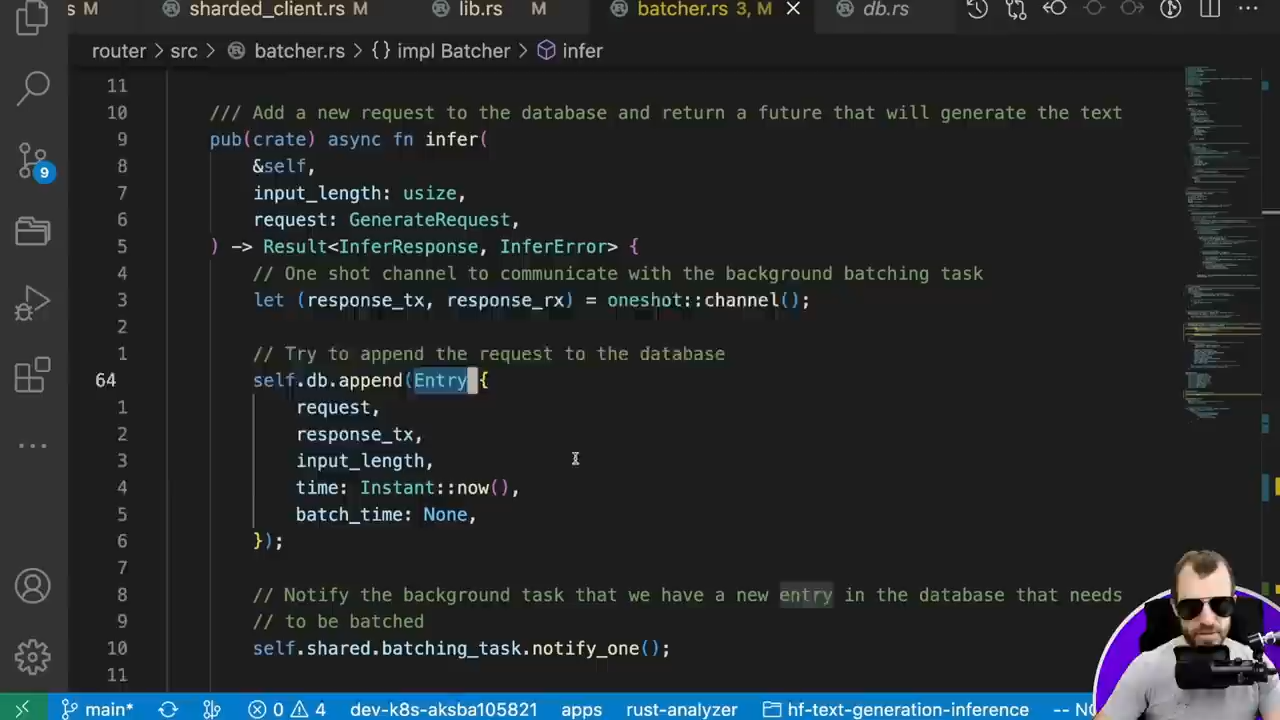 s M sharded_client.rs M lib.rs M batcher.rs 3, M db.rs
router > src > batcher.rs > {} impl Batcher > infer
11
10 /// Add a new request to the database and return a future that will generate the text
9 pub(crate) async fn infer(
8 &self,
7 input_length: usize,
6 request: GenerateRequest,
5 ) -> Result<InferResponse, InferError> {
4 // One shot channel to communicate with the background batching task
3 let (response_tx, response_rx) = oneshot::channel();
2
1 // Try to append the request to the database
64 self.db.append(Entry {
1 request,
2 response_tx,
3 input_length,
4 time: Instant::now(),
5 batch_time: None,
6 });
7
8 // Notify the background task that we have a new entry in the database that needs
9 // to be batched
10 self.shared.batching_task.notify_one();
11
9
main* 0 4 dev-k8s-aksba105821 apps rust-analyzer hf-text-generation-inference -- NO